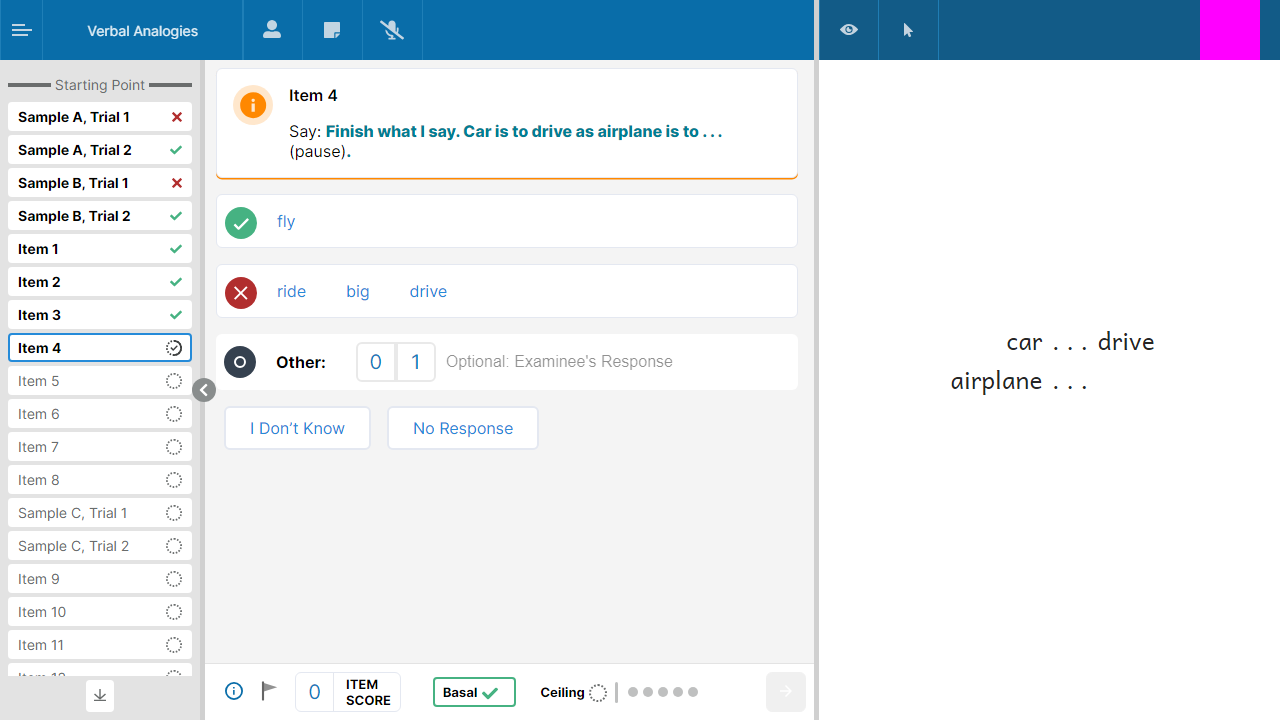 Verbal Analogies
Starting Point
Sample A, Trial 1
Sample A, Trial 2
Sample B, Trial 1
Sample B, Trial 2
Item 1
Item 2
Item 3
Item 4
Item 5
Item 6
Item 7
Item 8
Sample C, Trial 1
Sample C, Trial 2
Item 9
Item 10
Item 11
Item 12
Item 4
Say: Finish what I say. Car is to drive as airplane is to . . .
(pause).
fly
ride big drive
Other: 0 1 Optional: Examinee's Response
I Don’t Know No Response
0 ITEM SCORE
Basal Ceiling
car . . . drive
airplane . . .